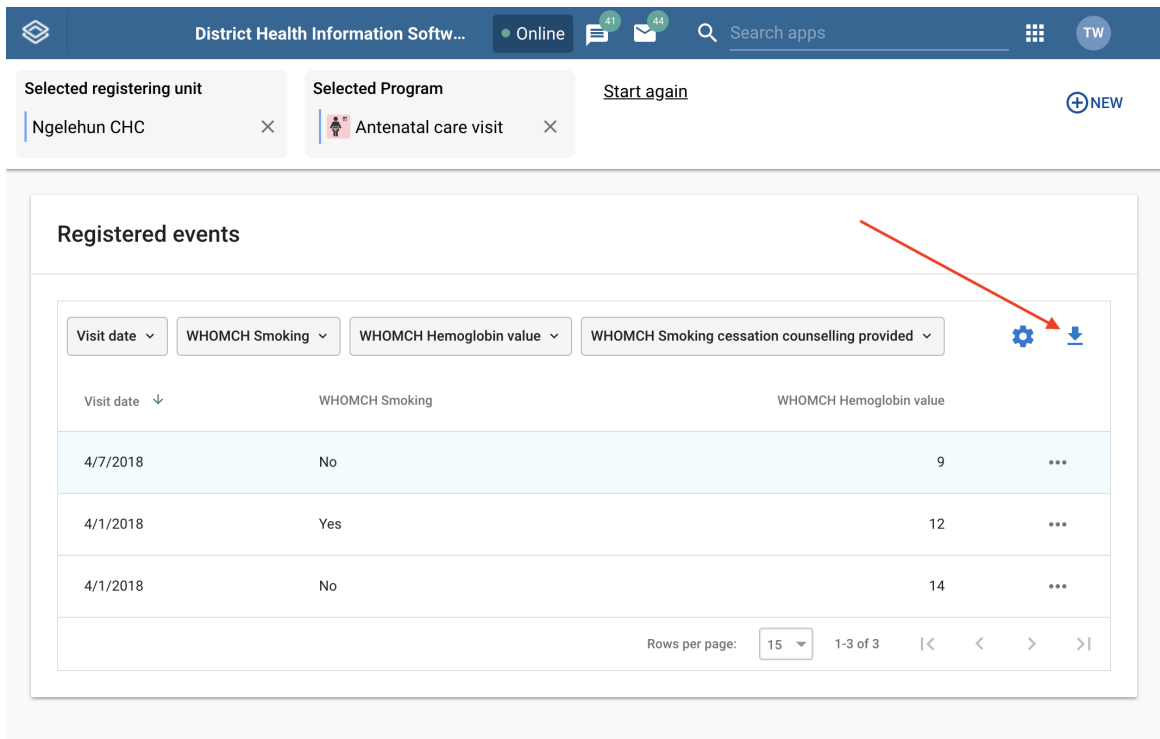 District Health Information Softw...
Online
41
44
Search apps
TW
Selected registering unit
Ngelehun CHC
Selected Program
Antenatal care visit
Start again
NEW
Registered events
Visit date
WHOMCH Smoking
WHOMCH Hemoglobin value
WHOMCH Smoking cessation counselling provided
Visit date WHOMCH Smoking WHOMCH Hemoglobin value
4/7/2018 No 9
4/1/2018 Yes 12
4/1/2018 No 14
Rows per page: 15 1-3 of 3